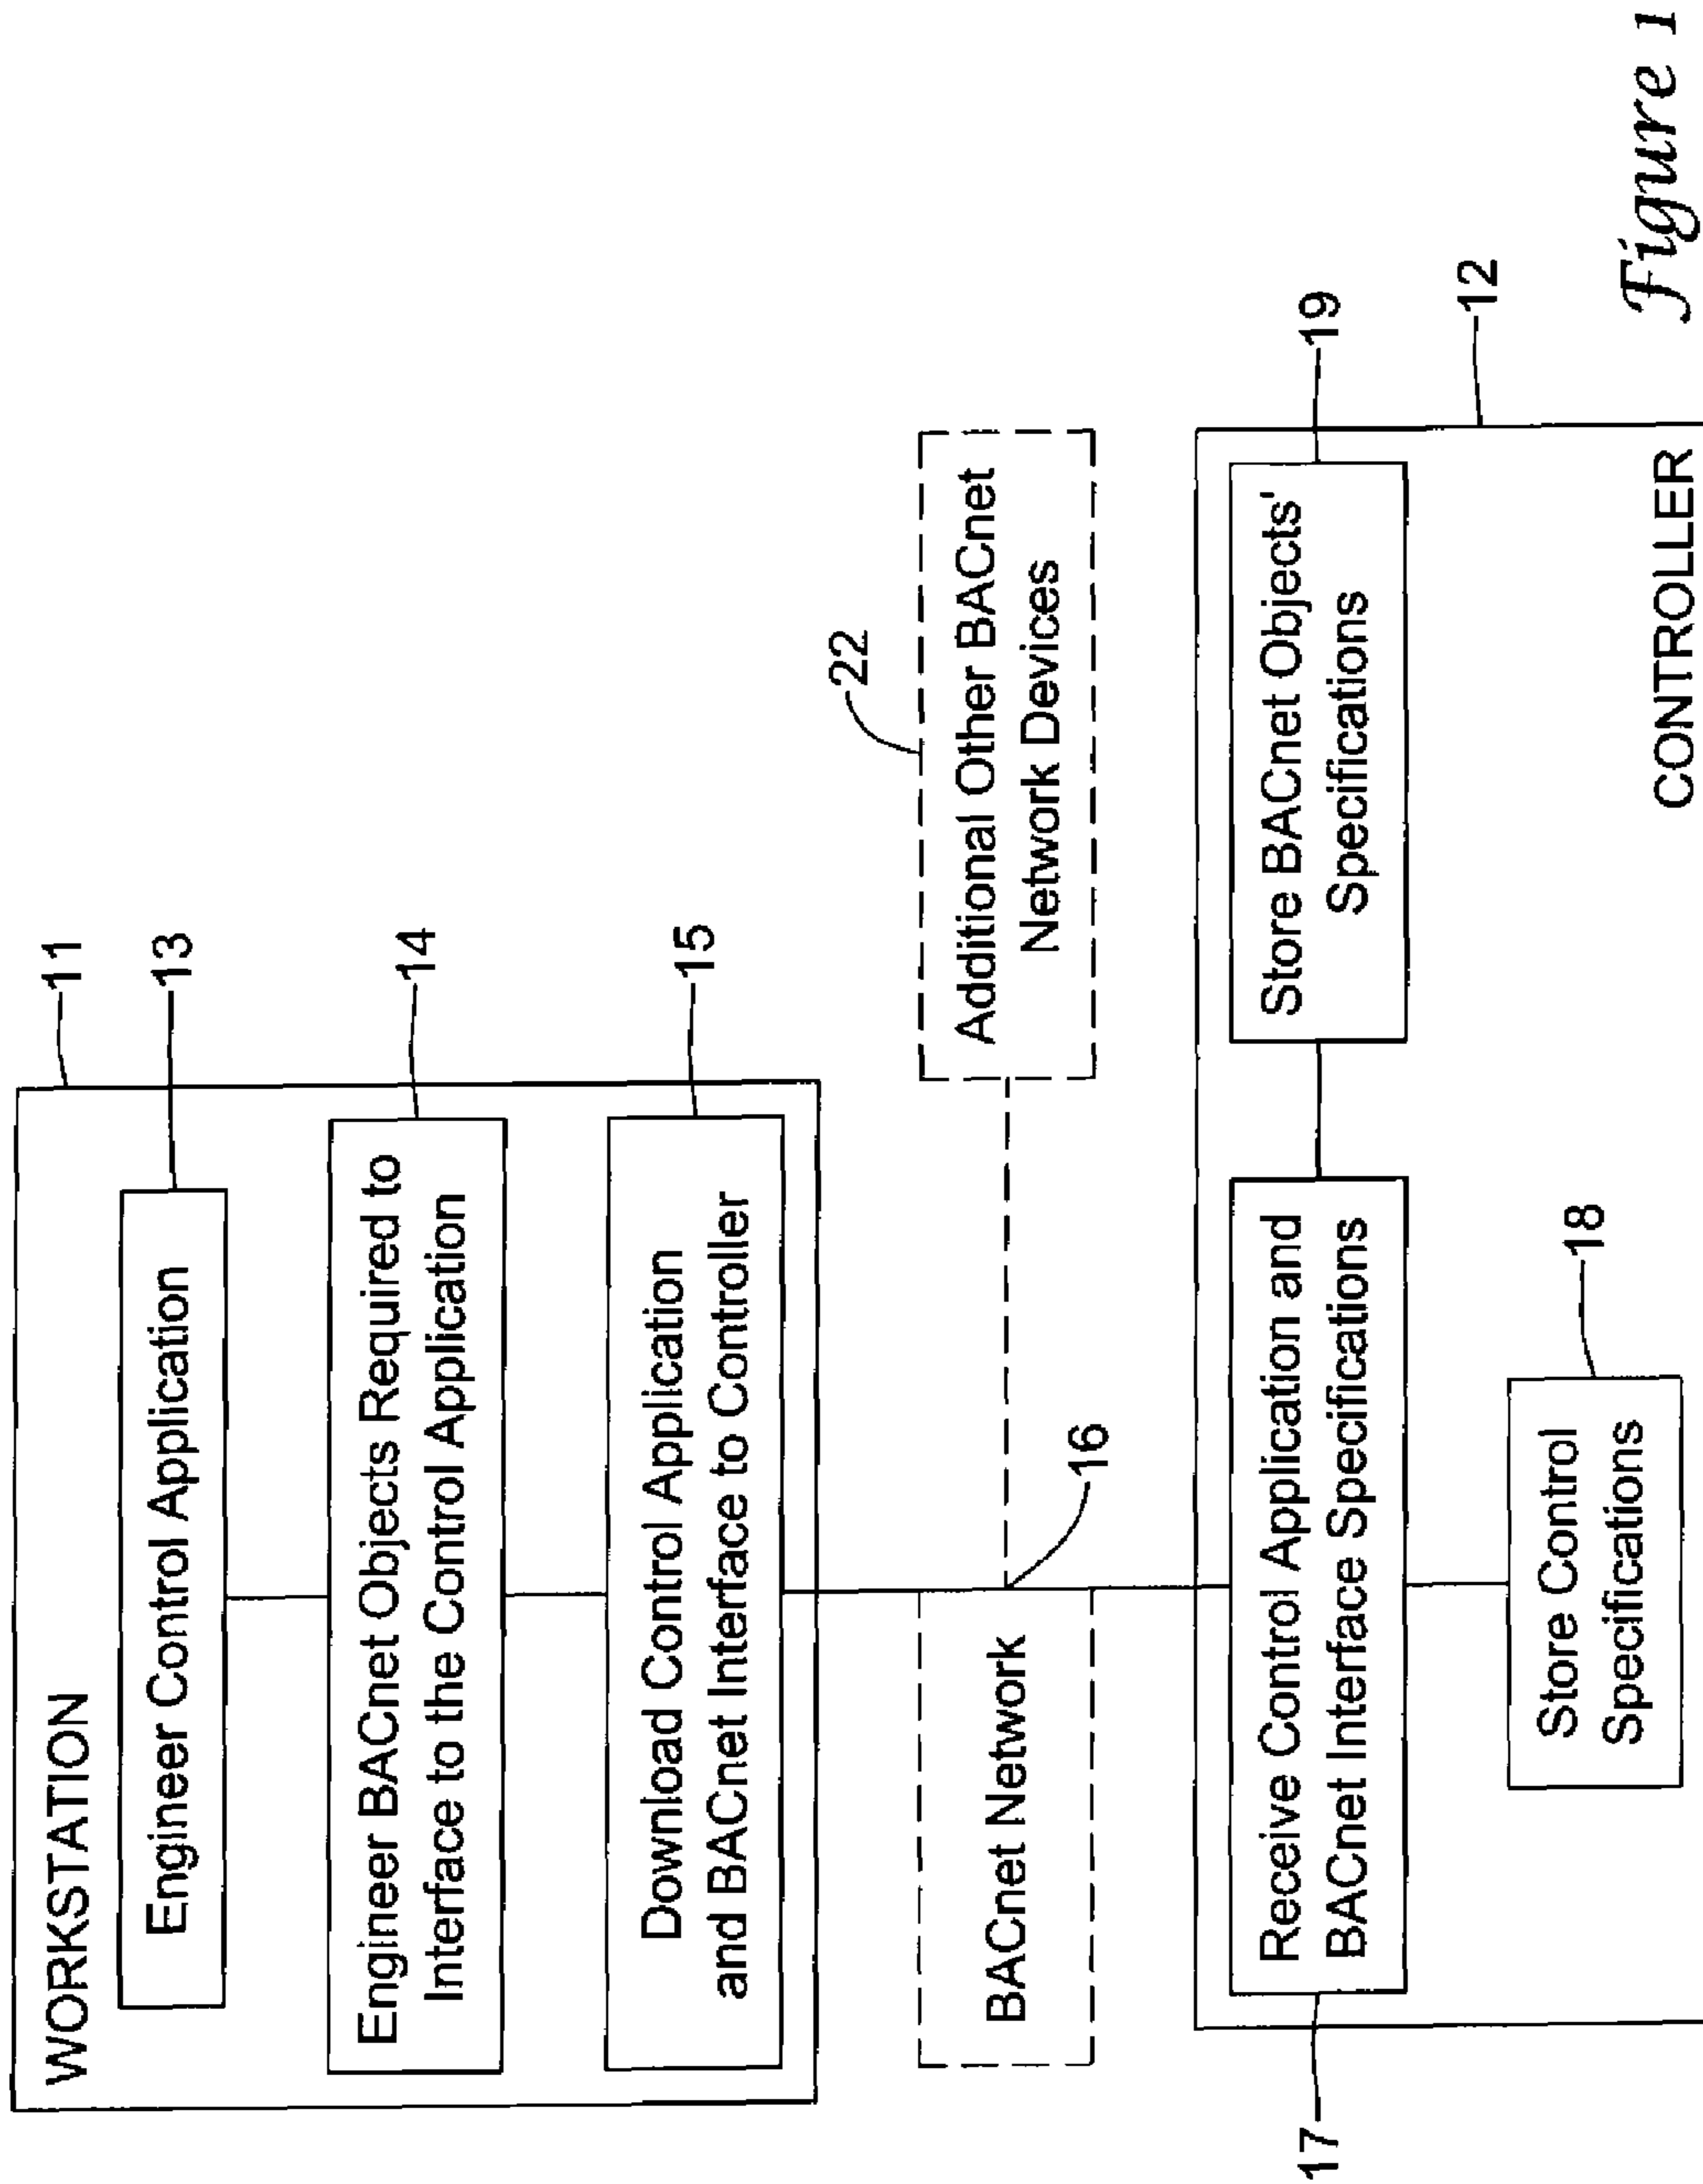 WORKSTATION
11
Engineer Control Application
13
Engineer BACnet Objects Required to
Interface to the Control Application
14
Download Control Application
and BACnet Interface to Controller
15
BACnet Network
16
Additional Other BACnet
Network Devices
22
17
Receive Control Application and
BACnet Interface Specifications
Store BACnet Objects'
Specifications
19
Store Control
Specifications
18
12
CONTROLLER
Figure 1